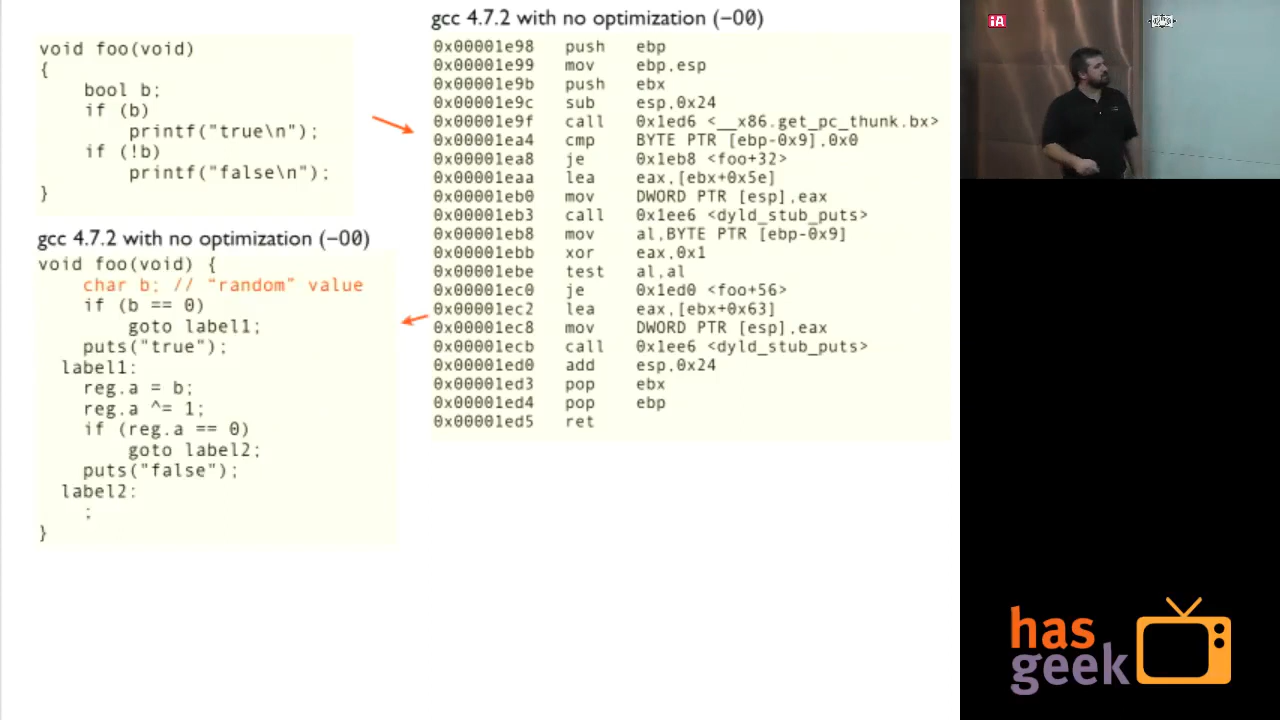 gcc 4.7.2 with no optimization (-O0)
void foo(void)
{
bool b;
if (b)
printf("true\n");
if (!b)
printf("false\n");
}
0x00001e98 push ebp
0x00001e99 mov ebp,esp
0x00001e9b push ebx
0x00001e9c sub esp,0x24
0x00001e9f call 0x1ed6 <__x86.get_pc_thunk.bx>
0x00001ea4 cmp BYTE PTR [ebp-0x9],0x0
0x00001ea8 je 0x1eb8 <foo+32>
0x00001eaa lea eax,[ebx+0x5e]
0x00001eb0 mov DWORD PTR [esp],eax
0x00001eb3 call 0x1ee6 <dyld_stub_puts>
0x00001eb8 mov al,BYTE PTR [ebp-0x9]
0x00001ebb xor eax,0x1
0x00001ebe test al,al
0x00001ec0 je 0x1ed0 <foo+56>
0x00001ec2 lea eax,[ebx+0x63]
0x00001ec8 mov DWORD PTR [esp],eax
0x00001ecb call 0x1ee6 <dyld_stub_puts>
0x00001ed0 add esp,0x24
0x00001ed3 pop ebx
0x00001ed4 pop ebp
0x00001ed5 ret
gcc 4.7.2 with no optimization (-O0)
void foo(void) {
char b; // "random" value
if (b == 0)
goto label1;
puts("true");
label1:
reg.a = b;
reg.a ^= 1;
if (reg.a == 0)
goto label2;
puts("false");
label2:
;
}
iA
has
geek